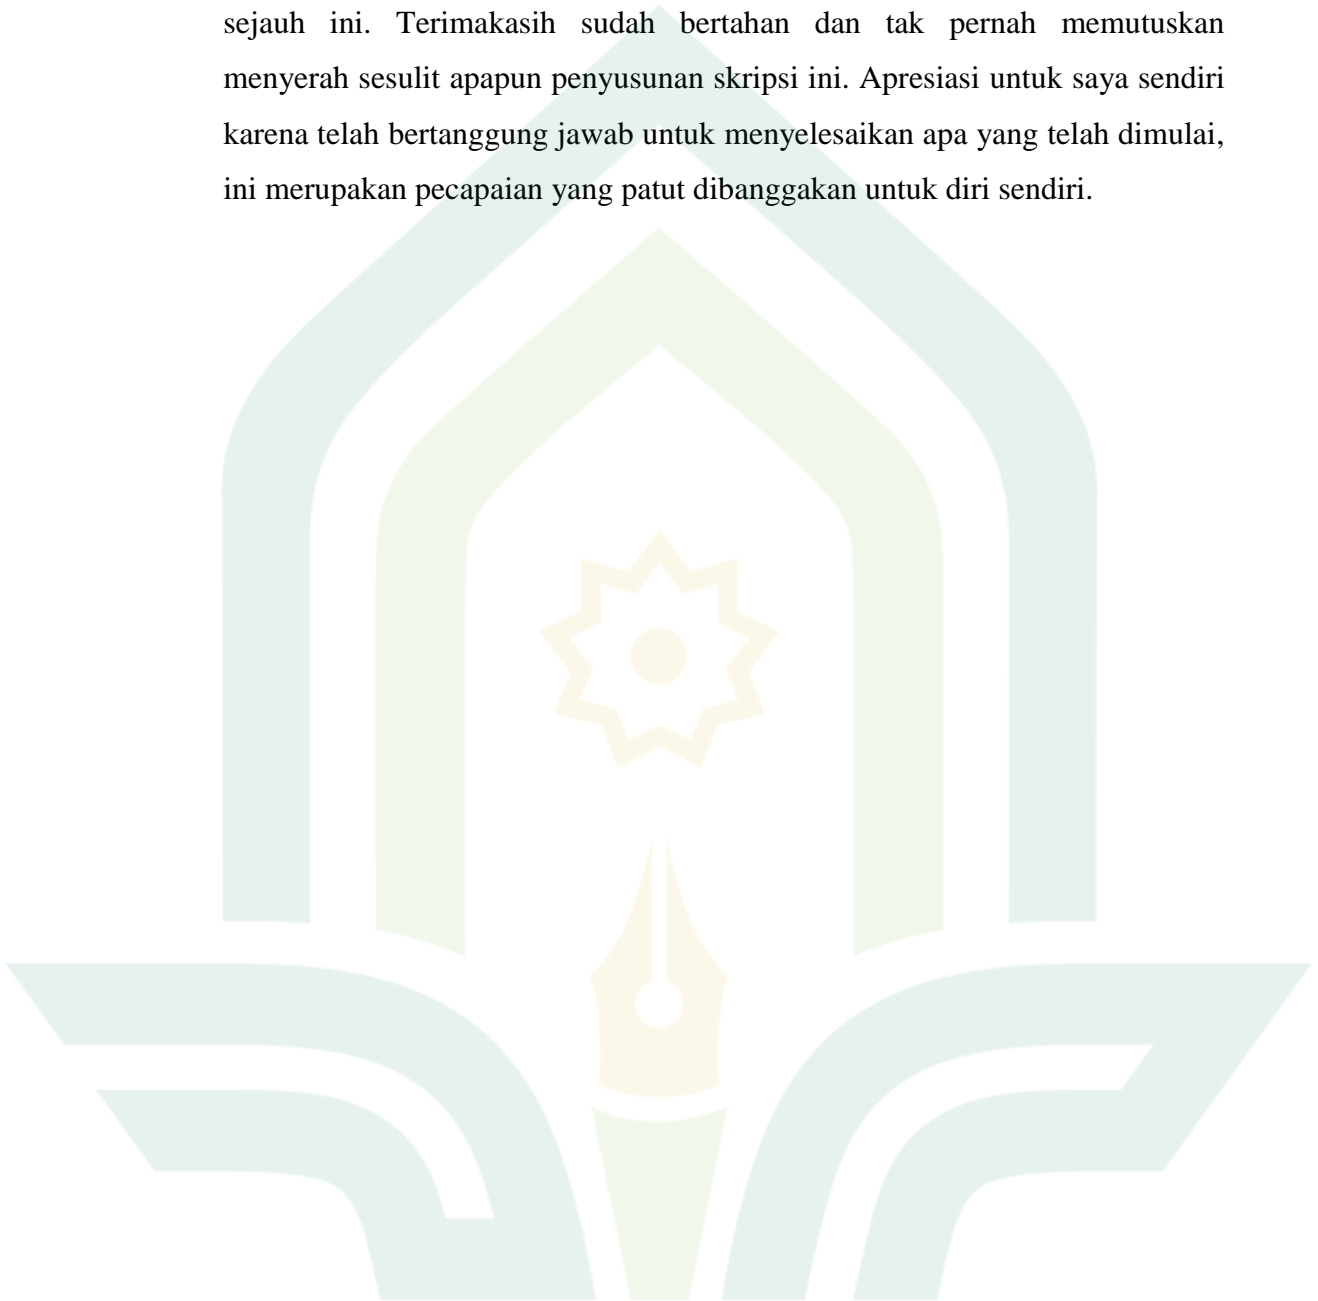 sejauh ini. Terimakasih sudah bertahan dan tak pernah memutuskan
menyerah sesulit apapun penyusunan skripsi ini. Apresiasi untuk saya sendiri
karena telah bertanggung jawab untuk menyelesaikan apa yang telah dimulai,
ini merupakan pecapaian yang patut dibanggakan untuk diri sendiri.